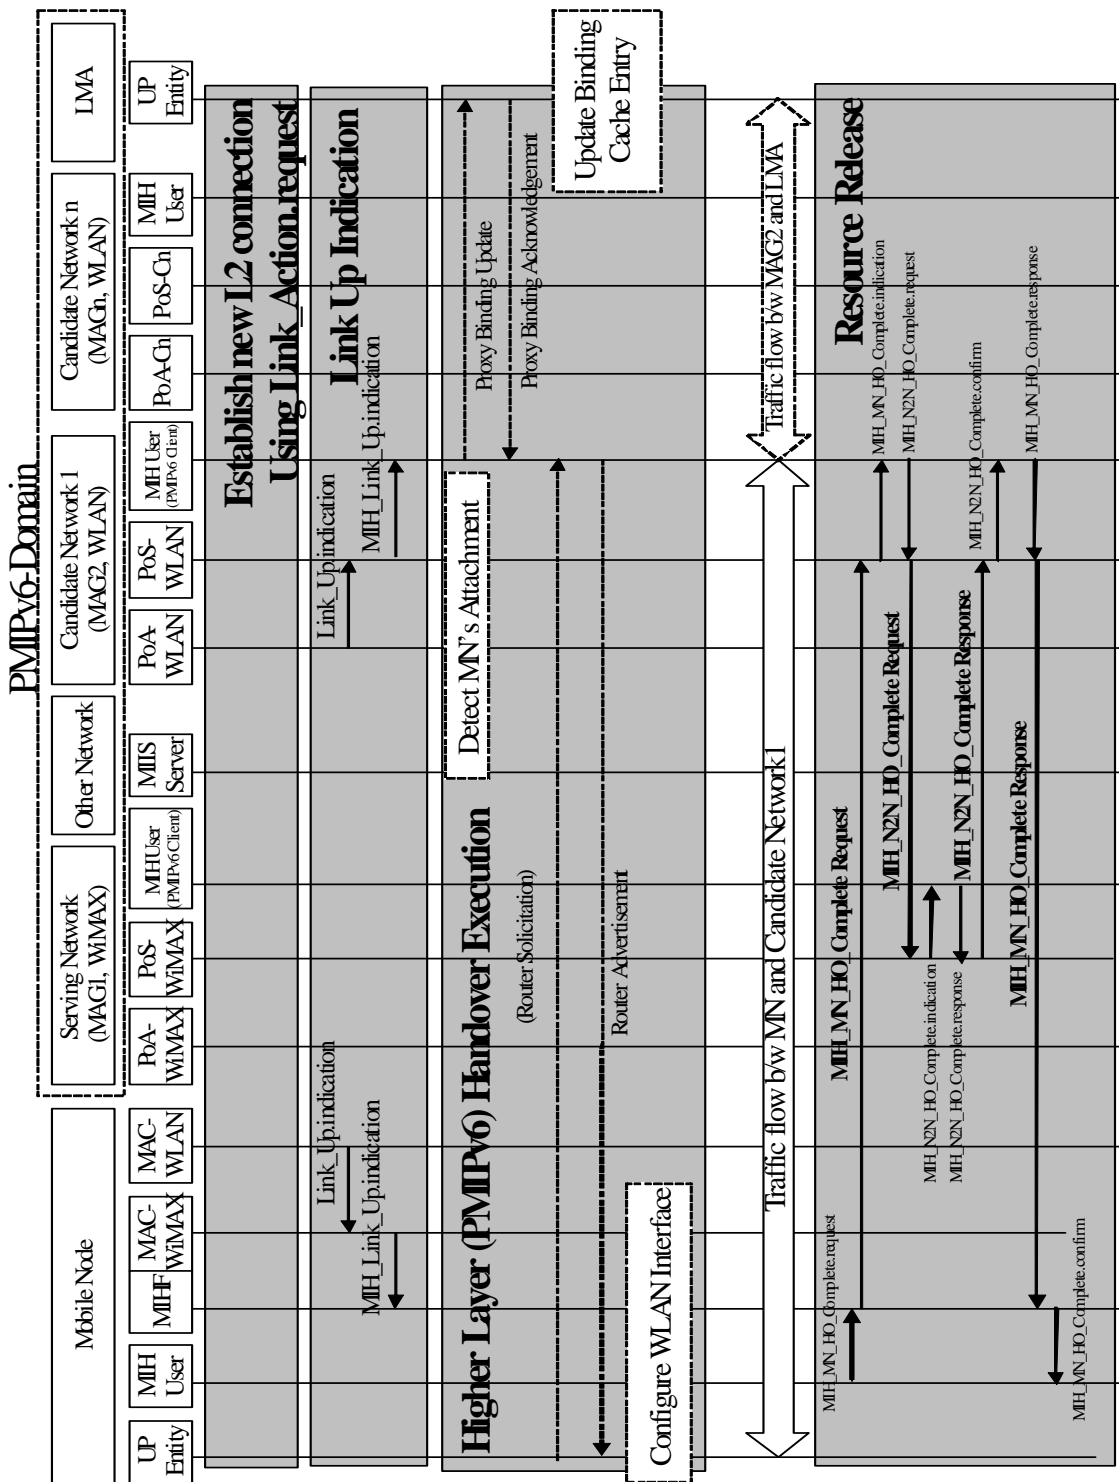 PMIPv6-Domain
Mobile Node
Serving Network
(MAG1, WiMAX)
Other Network
Candidate Network 1
(MAG2, WLAN)
Candidate Network n
(MAGn, WLAN)
LMA
UP
Entity
MIH
User
MIHF
MAC-
WiMAX
MAC-
WLAN
PoA-
WiMAX
PoS-
WiMAX
MIH User
(PMIPv6 Client)
MIIS
Server
PoA-
WLAN
PoS-
WLAN
MIH User
(PMIPv6 Client)
PoA-Cn
PoS-Cn
MIH
User
UP
Entity
Establish new L2 connection
Using Link_Action.request
Link Up Indication
Link_Up.indication
MIH_Link_Up.indication
Link_Up.indication
MIH_Link_Up.indication
Higher Layer (PMIPv6) Handover Execution
Detect MN's Attachment
Proxy Binding Update
Proxy Binding Acknowledgement
Update Binding
Cache Entry
(Router Solicitation)
Router Advertisement
Configure WLAN Interface
Traffic flow b/w MN and Candidate Network1
Traffic flow b/w MAG2 and LMA
Resource Release
MIH_MN_HO_Complete.request
MIH_MN_HO_Complete Request
MIH_MN_HO_Complete.indication
MIH_N2N_HO_Complete.request
MIH_N2N_HO_Complete Request
MIH_N2N_HO_Complete.indication
MIH_N2N_HO_Complete.response
MIH_N2N_HO_Complete Response
MIH_N2N_HO_Complete.confirm
MIH_MN_HO_Complete.response
MIH_MN_HO_Complete Response
MIH_MN_HO_Complete.confirm